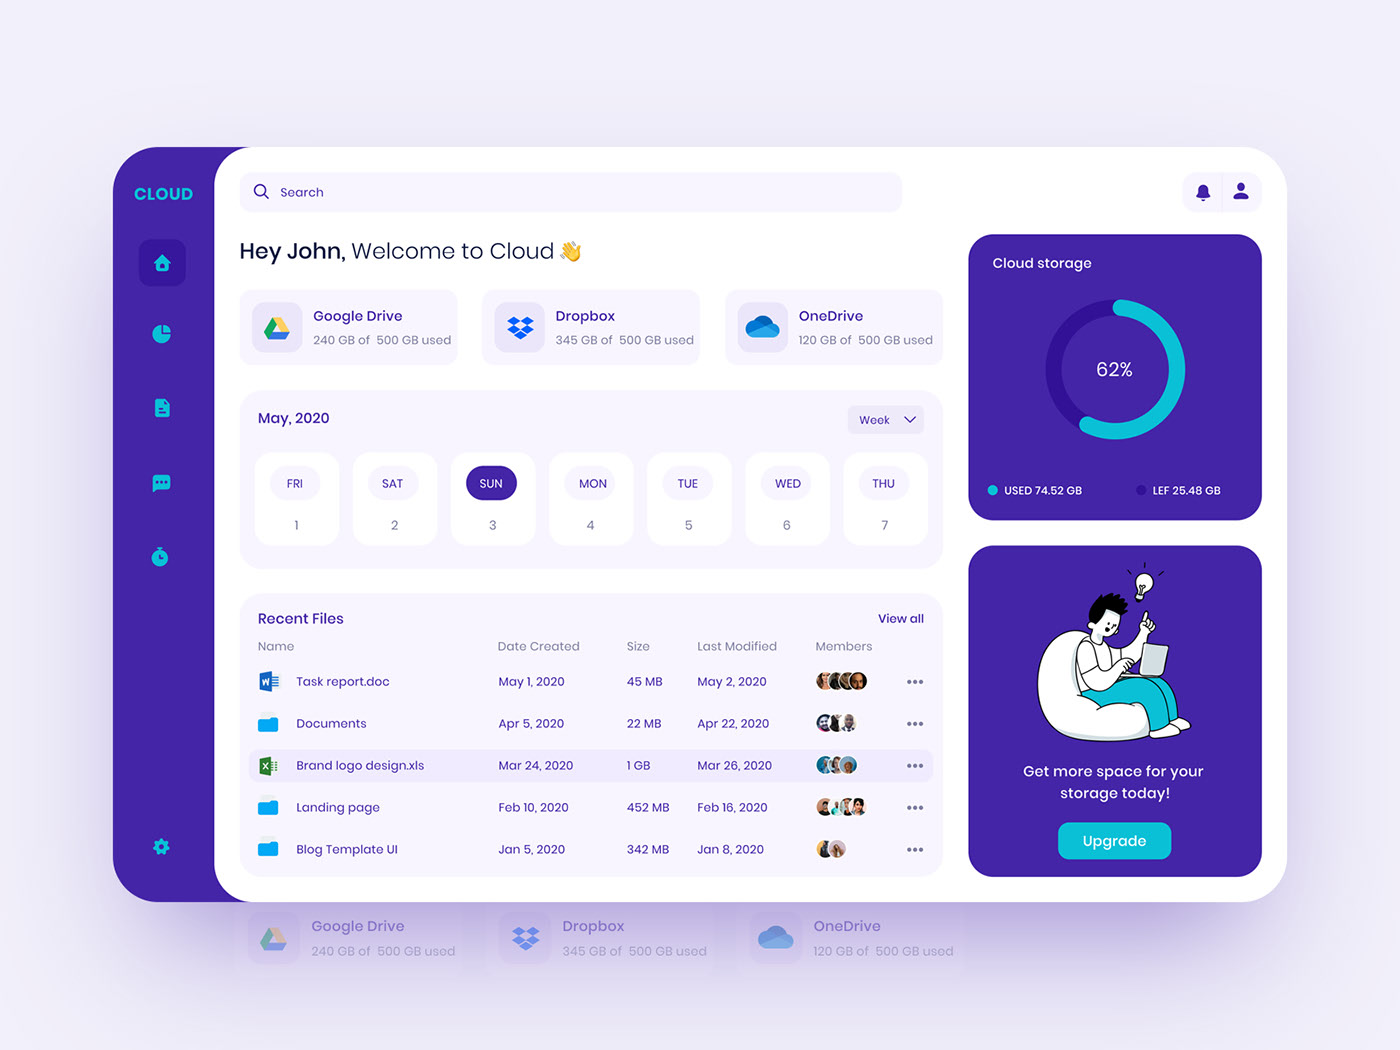 CLOUD
Search
Hey John, Welcome to Cloud 👋
Google Drive
240 GB of 500 GB used
Dropbox
345 GB of 500 GB used
OneDrive
120 GB of 500 GB used
May, 2020
Week
FRI
SAT
SUN
MON
TUE
WED
THU
1
2
3
4
5
6
7
Recent Files
View all
Name
Date Created
Size
Last Modified
Members
Task report.doc
May 1, 2020
45 MB
May 2, 2020
Documents
Apr 5, 2020
22 MB
Apr 22, 2020
Brand logo design.xls
Mar 24, 2020
1 GB
Mar 26, 2020
Landing page
Feb 10, 2020
452 MB
Feb 16, 2020
Blog Template UI
Jan 5, 2020
342 MB
Jan 8, 2020
Cloud storage
62%
USED 74.52 GB
LEF 25.48 GB
Get more space for your
storage today!
Upgrade
Google Drive
240 GB of 500 GB used
Dropbox
345 GB of 500 GB used
OneDrive
120 GB of 500 GB used